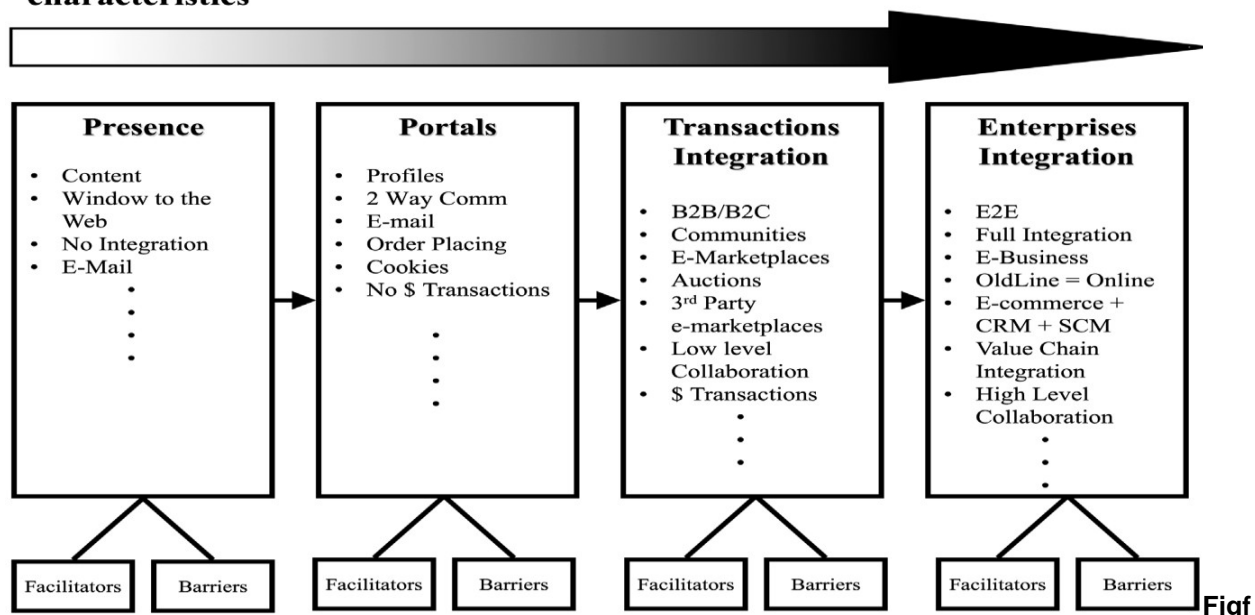 characteristics
Presence
• Content
• Window to the
Web
• No Integration
• E-Mail
•
•
•
•
Portals
• Profiles
• 2 Way Comm
• E-mail
• Order Placing
• Cookies
• No $ Transactions
•
•
•
•
Transactions
Integration
• B2B/B2C
• Communities
• E-Marketplaces
• Auctions
• 3rd Party
e-marketplaces
• Low level
Collaboration
• $ Transactions
•
•
•
Enterprises
Integration
• E2E
• Full Integration
• E-Business
• OldLine = Online
• E-commerce +
CRM + SCM
• Value Chain
Integration
• High Level
Collaboration
•
•
•
Facilitators
Barriers
Facilitators
Barriers
Facilitators
Barriers
Facilitators
Barriers